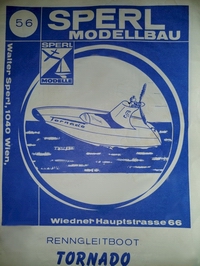 56
SPERL
MODELLBAU
SPERL
MODELLE
Walter Sperl, 1040 Wien,
Tornado
Wiedner Hauptstrasse 66
RENNGLEITBOOT
TORNADO